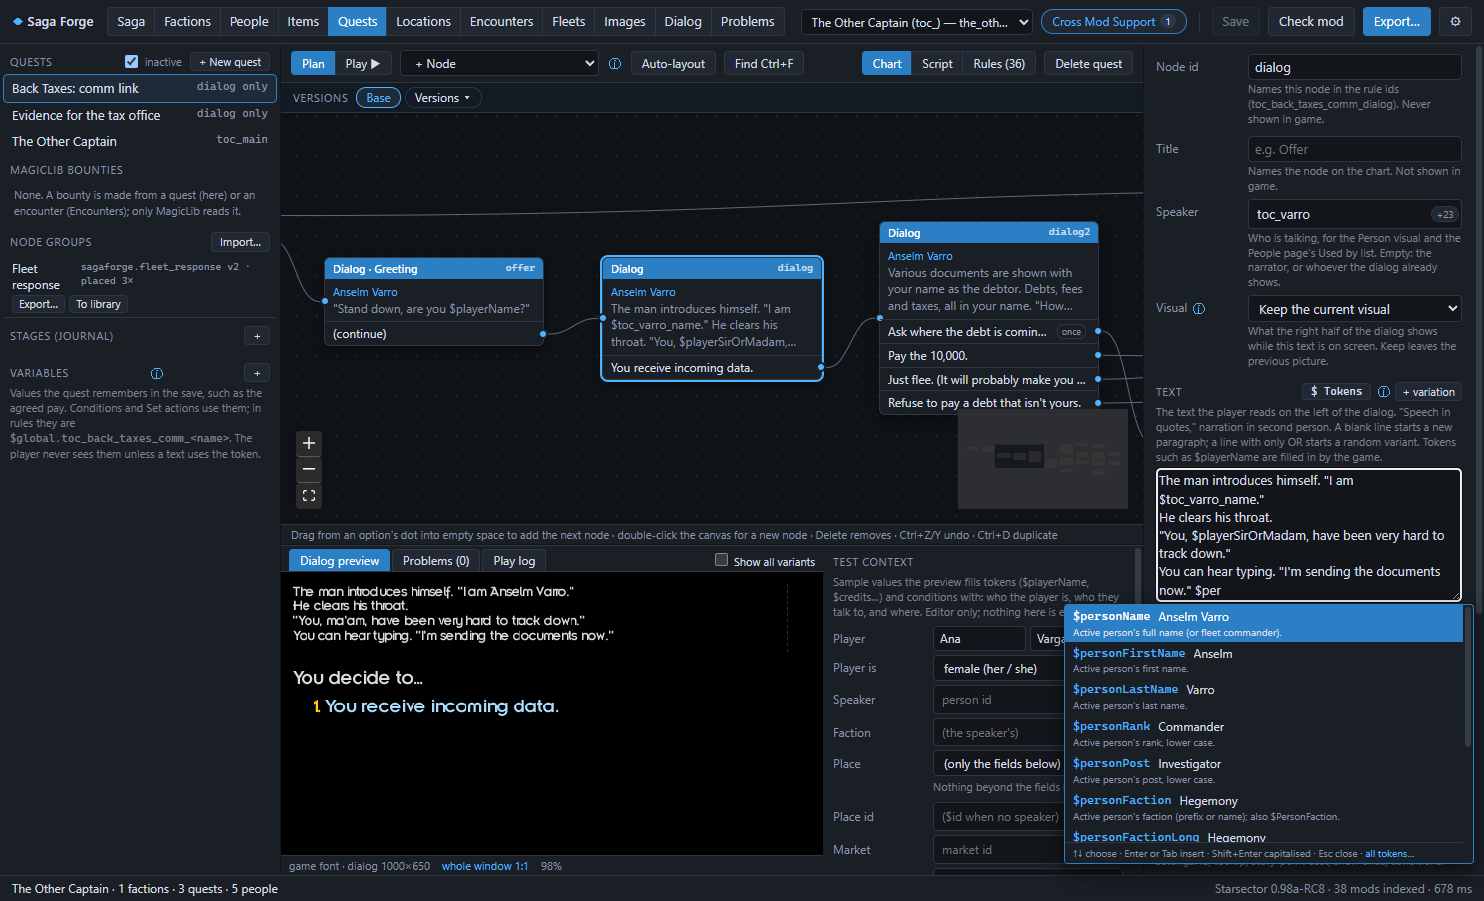 Saga Forge
Saga
Factions
People
Items
Quests
Locations
Encounters
Fleets
Images
Dialog
Problems
The Other Captain (toc_) — the_oth...
Cross Mod Support 1
Save
Check mod
Export...
QUESTS
inactive
+ New quest
Back Taxes: comm link dialog only
Evidence for the tax office dialog only
The Other Captain toc_main
MAGICLIB BOUNTIES
None. A bounty is made from a quest (here) or an
encounter (Encounters); only MagicLib reads it.
NODE GROUPS
Import...
Fleet
response
sagaforge.fleet_response v2 ·
placed 3×
Export...
To library
STAGES (JOURNAL)
+
VARIABLES
+
Values the quest remembers in the save, such as the
agreed pay. Conditions and Set actions use them; in
rules they are
$global.toc_back_taxes_comm_<name>. The
player never sees them unless a text uses the token.
Plan
Play ▶
+ Node
Auto-layout
Find Ctrl+F
Chart
Script
Rules (36)
Delete quest
VERSIONS
Base
Versions ▾
Dialog · Greeting offer
Anselm Varro
"Stand down, are you $playerName?"
(continue)
Dialog dialog
Anselm Varro
The man introduces himself. "I am
$toc_varro_name." He clears his
throat. "You, $playerSirOrMadam,...
You receive incoming data.
Dialog dialog2
Anselm Varro
Various documents are shown with
your name as the debtor. Debts, fees
and taxes, all in your name. "How...
Ask where the debt is comin... once
Pay the 10,000.
Just flee. (It will probably make you ...
Refuse to pay a debt that isn't yours.
+
−
Drag from an option's dot into empty space to add the next node · double-click the canvas for a new node · Delete removes · Ctrl+Z/Y undo · Ctrl+D duplicate
Dialog preview
Problems (0)
Play log
Show all variants
The man introduces himself. "I am Anselm Varro."
He clears his throat.
"You, ma'am, have been very hard to track down."
You can hear typing. "I'm sending the documents now."
You decide to...
1 You receive incoming data.
game font · dialog 1000×650 whole window 1:1 98%
TEST CONTEXT
Sample values the preview fills tokens ($playerName,
$credits...) and conditions with: who the player is, who they
talk to, and where. Editor only; nothing here is e
Player Ana Varga
Player is female (her / she)
Speaker person id
Faction (the speaker's)
Place (only the fields below)
Nothing beyond the fields
Place id ($id when no speaker)
Market market id
Node id dialog
Names this node in the rule ids
(toc_back_taxes_comm_dialog). Never
shown in game.
Title e.g. Offer
Names the node on the chart. Not shown in
game.
Speaker toc_varro +23
Who is talking, for the Person visual and the
People page's Used by list. Empty: the
narrator, or whoever the dialog already
shows.
Visual Keep the current visual
What the right half of the dialog shows
while this text is on screen. Keep leaves the
previous picture.
TEXT
$ Tokens
+ variation
The text the player reads on the left of the dialog. "Speech in
quotes," narration in second person. A blank line starts a new
paragraph; a line with only OR starts a random variant. Tokens
such as $playerName are filled in by the game.
The man introduces himself. "I am
$toc_varro_name."
He clears his throat.
"You, $playerSirOrMadam, have been very hard to
track down."
You can hear typing. "I'm sending the documents
now." $per
$personName Anselm Varro
Active person's full name (or fleet commander).
$personFirstName Anselm
Active person's first name.
$personLastName Varro
Active person's last name.
$personRank Commander
Active person's rank, lower case.
$personPost Investigator
Active person's post, lower case.
$personFaction Hegemony
Active person's faction (prefix or name); also $PersonFaction.
$personFactionLong Hegemony
↑↓ choose · Enter or Tab insert · Shift+Enter capitalised · Esc close · all tokens...
The Other Captain · 1 factions · 3 quests · 5 people
Starsector 0.98a-RC8 · 38 mods indexed · 678 ms